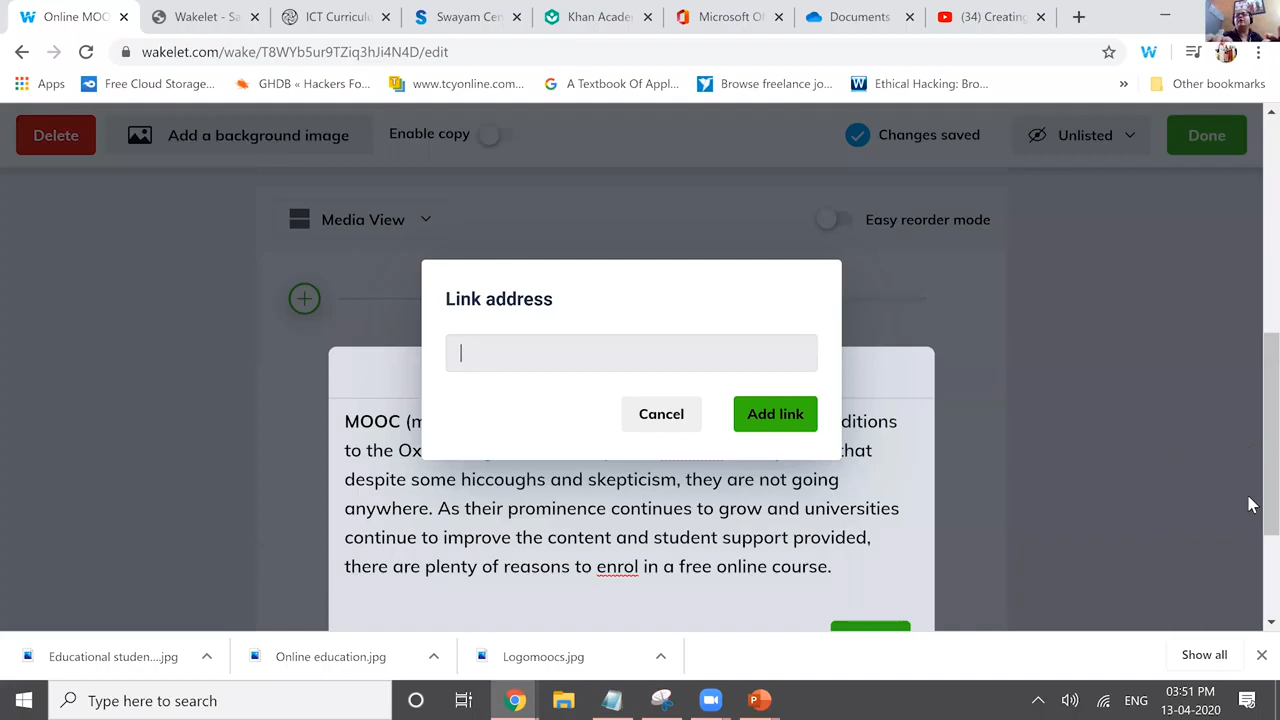 Online MOO
Wakelet - Sa
ICT Curricul
Swayam Cen
Khan Acade
Microsoft O
Documents
(34) Creating
wakelet.com/wake/T8WYb5ur9TZiq3hJi4N4D/edit
Apps
Free Cloud Storage...
GHDB « Hackers Fo...
www.tcyonline.com...
A Textbook Of Appl...
Browse freelance jo...
Ethical Hacking: Bro...
»
Other bookmarks
Delete
Add a background image
Enable copy
Changes saved
Unlisted
Done
Media View
Easy reorder mode
Link address
Cancel
Add link
MOOC (m
ditions
to the Ox
that
despite some hiccoughs and skepticism, they are not going
anywhere. As their prominence continues to grow and universities
continue to improve the content and student support provided,
there are plenty of reasons to enrol in a free online course.
Educational studen....jpg
Online education.jpg
Logomoocs.jpg
Show all
Type here to search
ENG
03:51 PM
13-04-2020